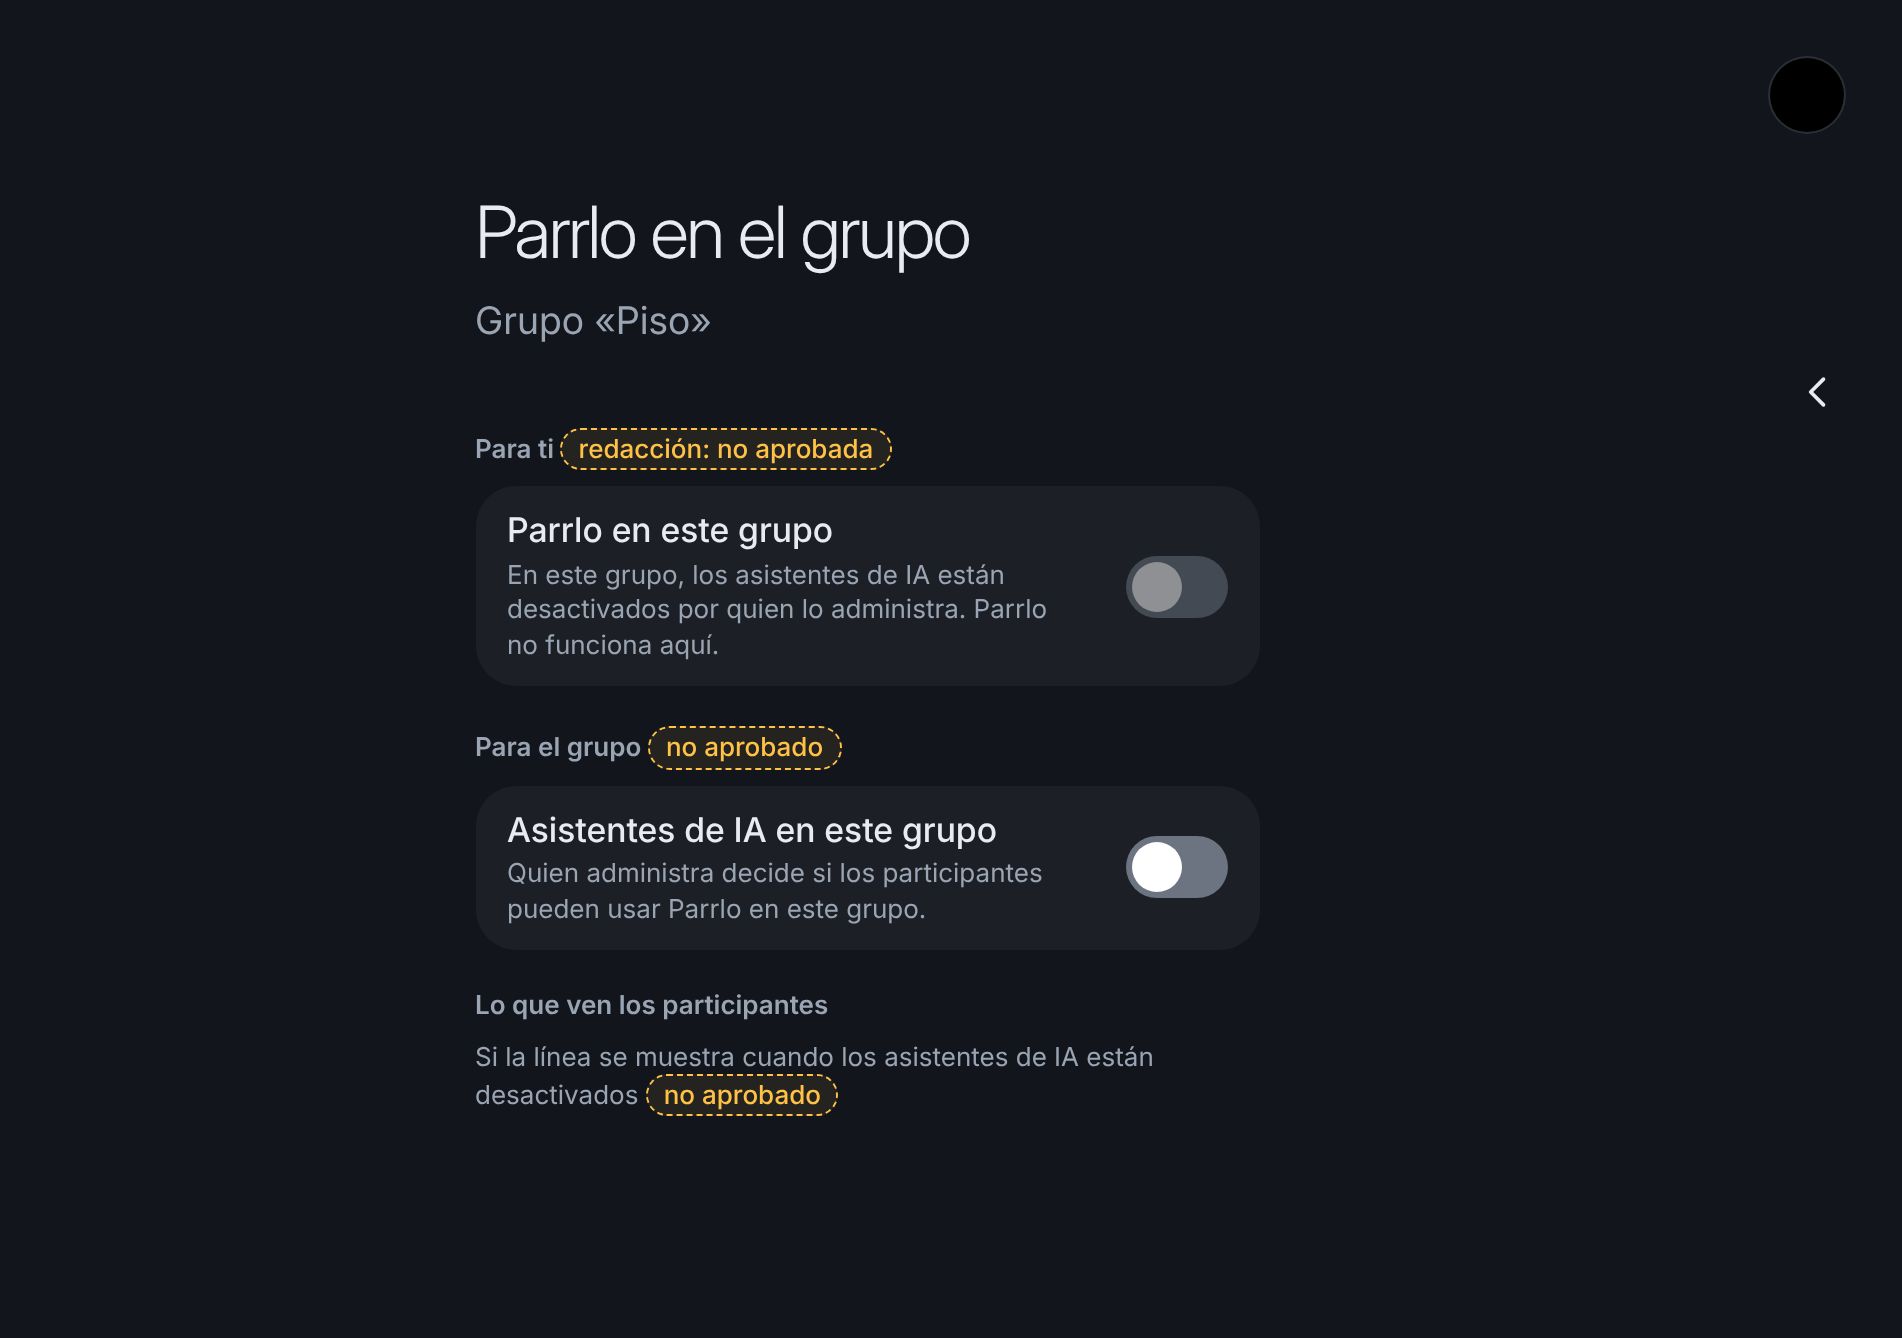 Parrlo en el grupo
Grupo «Piso»
Para ti redacción: no aprobada
Parrlo en este grupo
En este grupo, los asistentes de IA están
desactivados por quien lo administra. Parrlo
no funciona aquí.
Para el grupo no aprobado
Asistentes de IA en este grupo
Quien administra decide si los participantes
pueden usar Parrlo en este grupo.
Lo que ven los participantes
Si la línea se muestra cuando los asistentes de IA están
desactivados no aprobado